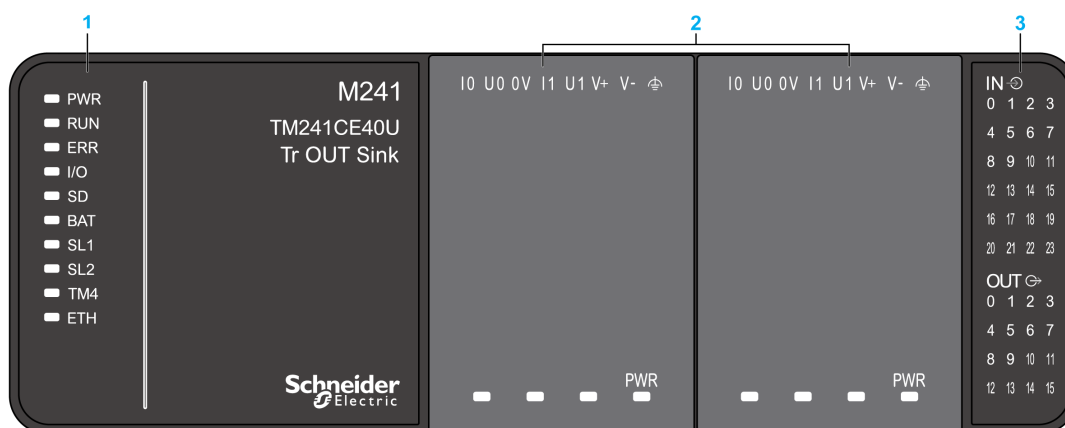 1 2 3
PWR
RUN
ERR
I/O
SD
BAT
SL1
SL2
TM4
ETH
M241
TM241CE40U
Tr OUT Sink
Schneider
Electric
I0 U0 0V I1 U1 V+ V-
PWR
I0 U0 0V I1 U1 V+ V-
PWR
IN
0 1 2 3
4 5 6 7
8 9 10 11
12 13 14 15
16 17 18 19
20 21 22 23
OUT
0 1 2 3
4 5 6 7
8 9 10 11
12 13 14 15